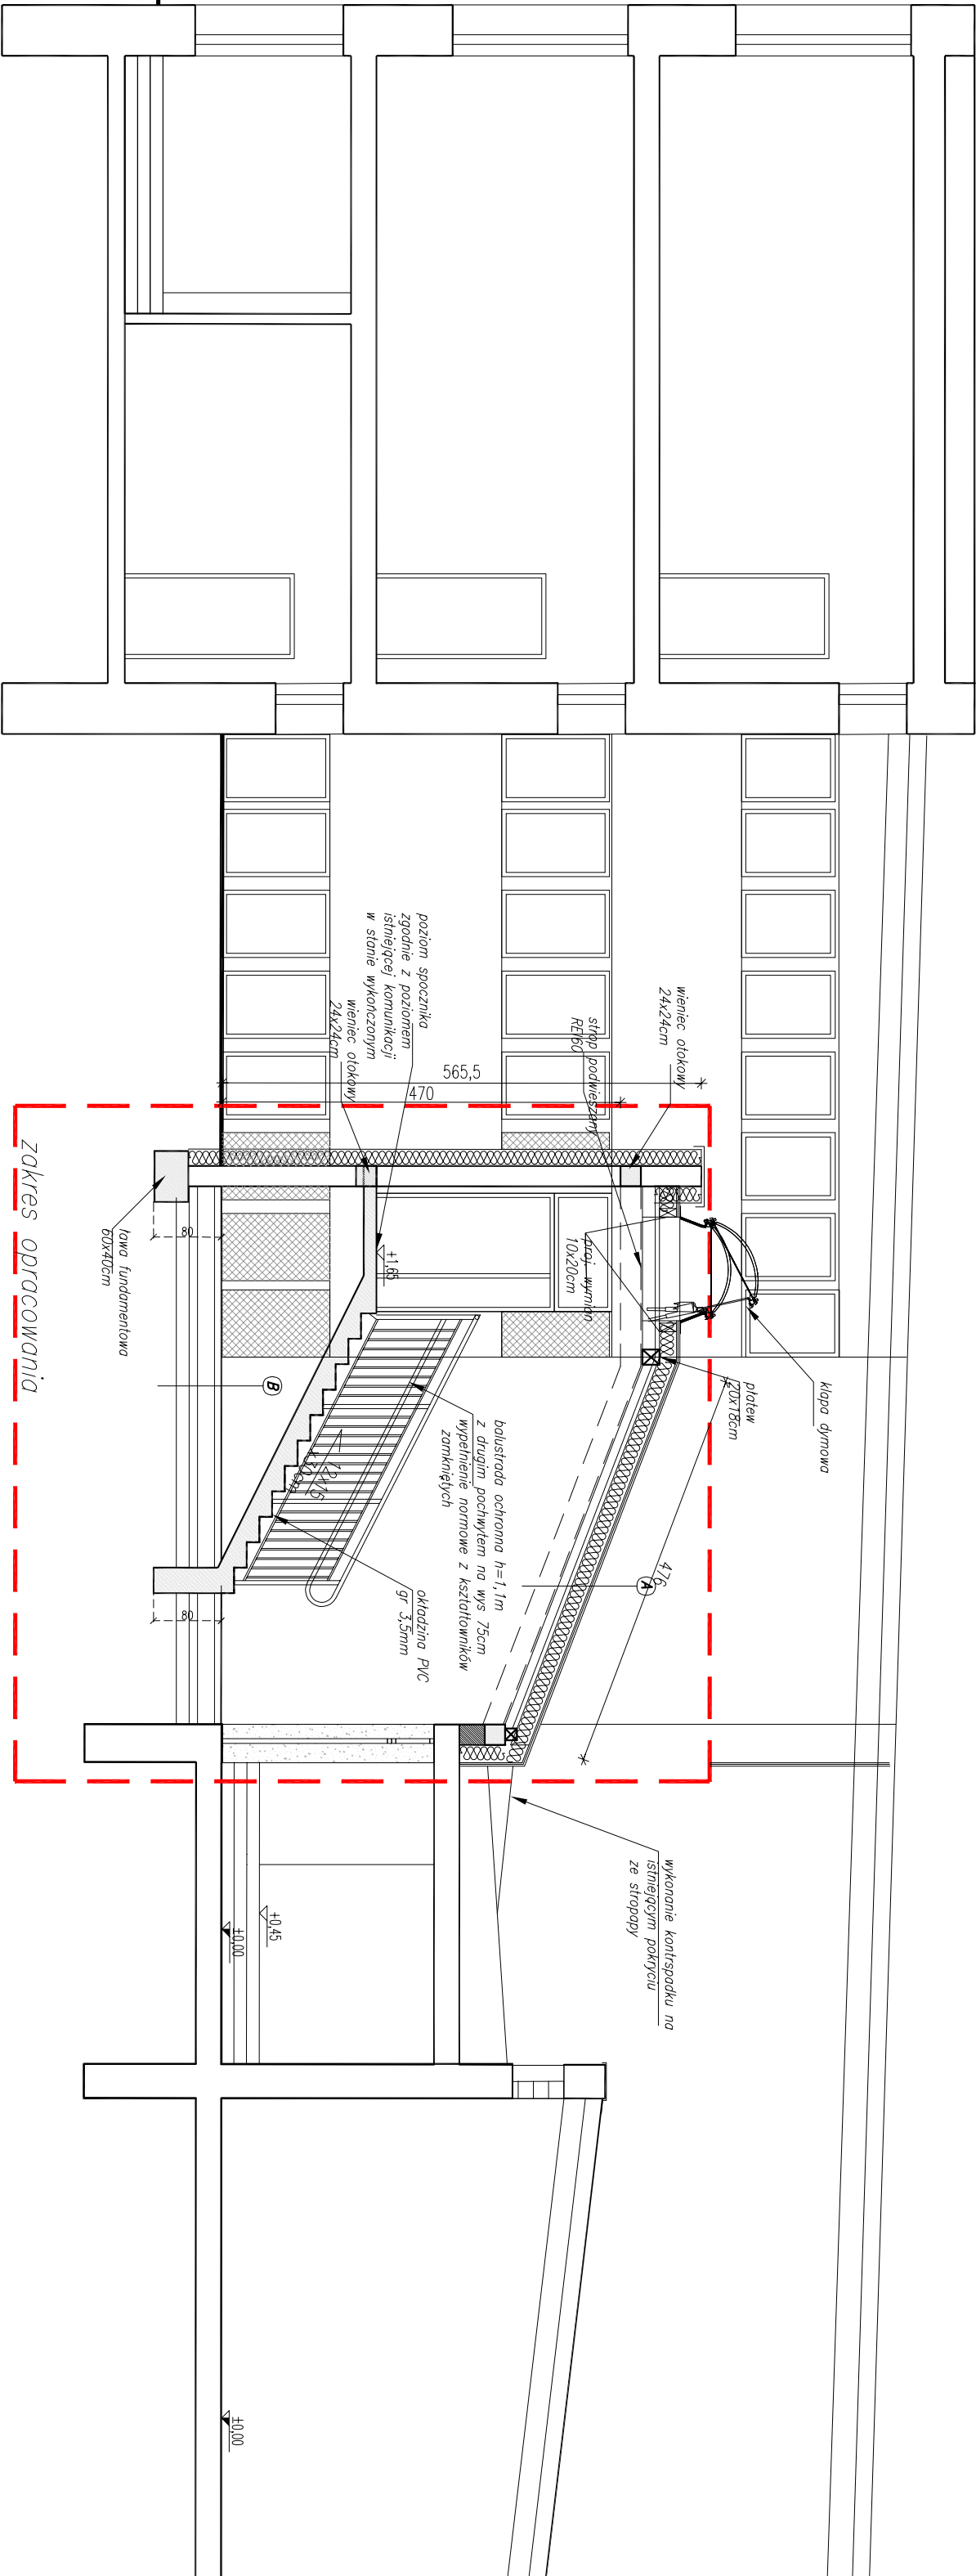 klapa dymowa
płatew
20x18cm
476
A
wieniec otokowy
24x24cm
strop podwieszany
REI60
proj. wymian
10x20cm
565,5
470
poziom spocznika
zgodnie z poziomem
istniejącej komunikacji
w stanie wykończonym
wieniec otokowy
24x24cm
+1,65
balustrada ochronna h=1,1m
z drugim pochwytem na wys 75cm
wypełnienie normowe z kształtowników
zamkniętych
12x15
x30cm
okładzina PVC
gr 3,5mm
B
80
80
ława fundamentowa
60x40cm
zakres opracowania
wykonanie kontrspadku na
istniejącym pokryciu
ze stropapy
+0,45
±0,00
±0,00